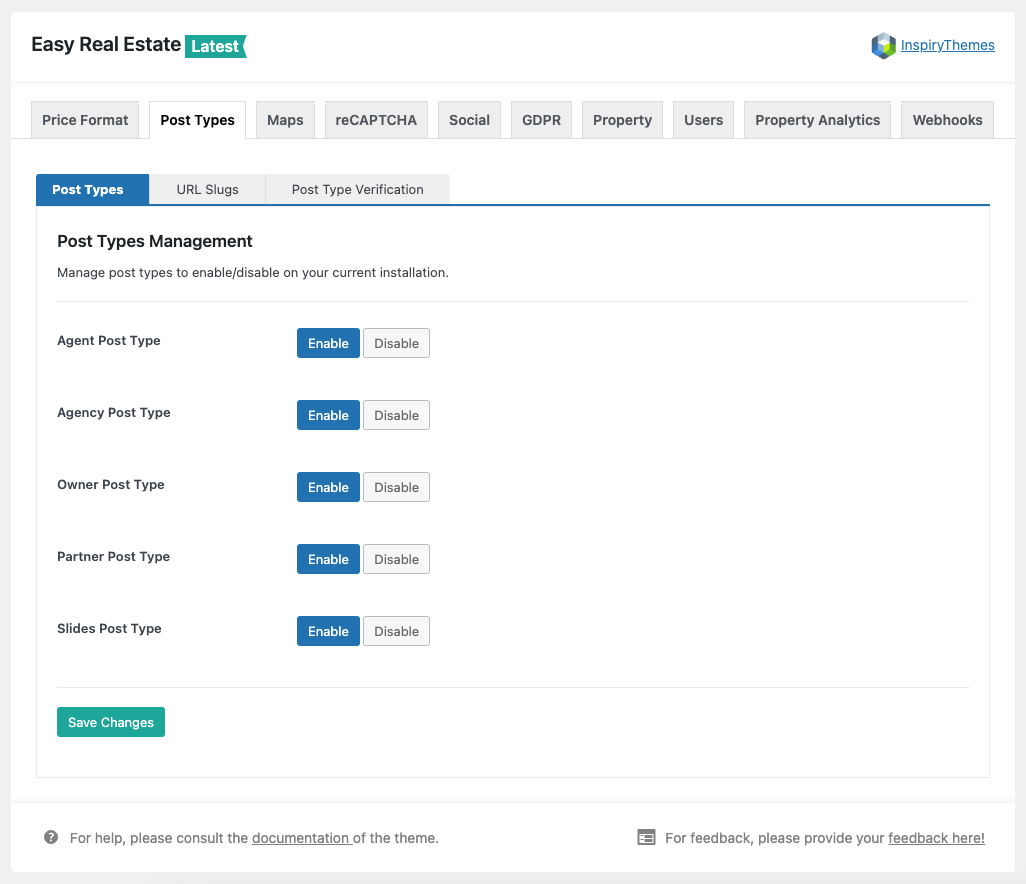 Easy Real Estate Latest
InspiryThemes
Price Format Post Types Maps reCAPTCHA Social GDPR Property Users Property Analytics Webhooks
Post Types URL Slugs Post Type Verification
Post Types Management
Manage post types to enable/disable on your current installation.
Agent Post Type Enable Disable
Agency Post Type Enable Disable
Owner Post Type Enable Disable
Partner Post Type Enable Disable
Slides Post Type Enable Disable
Save Changes
For help, please consult the documentation of the theme.
For feedback, please provide your feedback here!